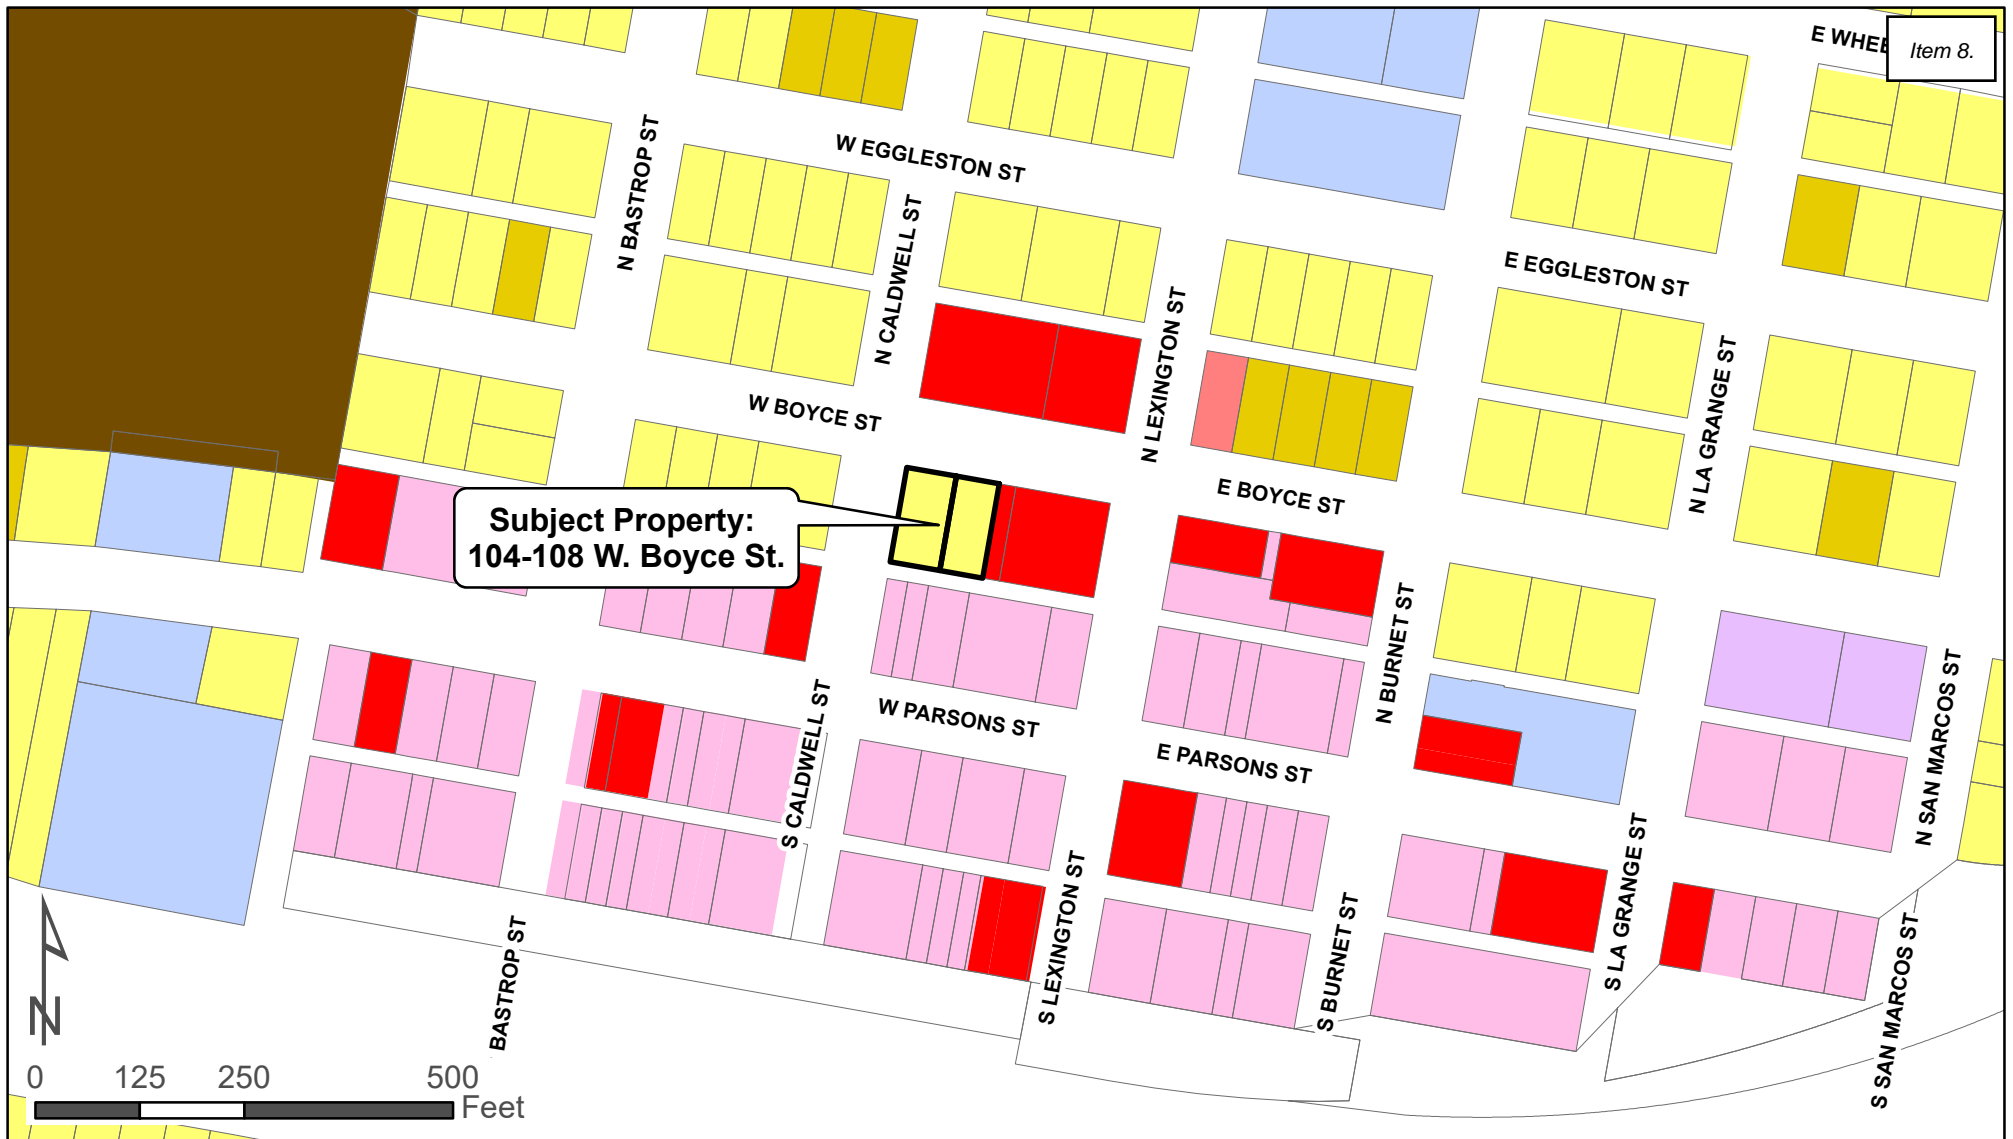 E WHEE
Item 8.
W EGGLESTON ST
N BASTROP ST
N CALDWELL ST
E EGGLESTON ST
N LEXINGTON ST
N LA GRANGE ST
W BOYCE ST
E BOYCE ST
Subject Property:
104-108 W. Boyce St.
N BURNET ST
N SAN MARCOS ST
W PARSONS ST
S CALDWELL ST
E PARSONS ST
S LEXINGTON ST
S LA GRANGE ST
S BURNET ST
BASTROP ST
S SAN MARCOS ST
N
0 125 250 500
Feet